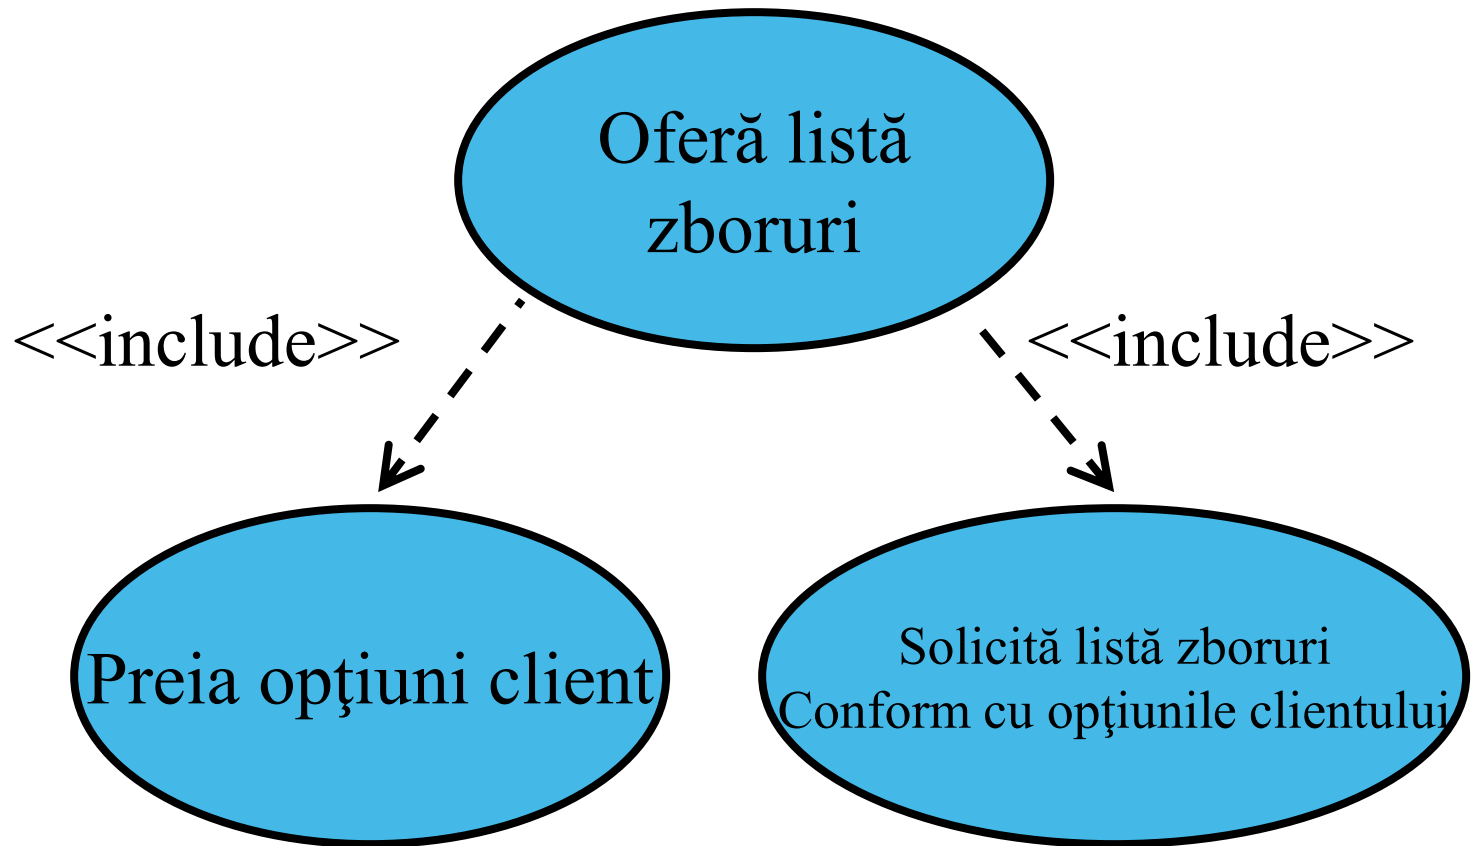 Oferă listă
zboruri
<<include>>
<<include>>
Preia opţiuni client
Solicită listă zboruri
Conform cu opţiunile clientului